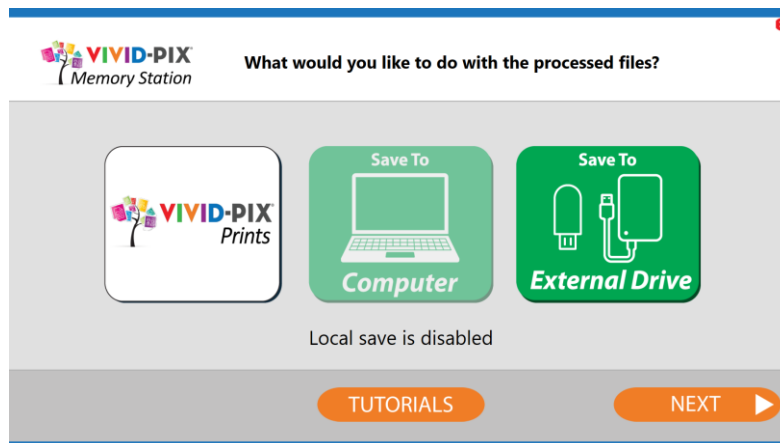 VIVID-PIX
Memory Station
What would you like to do with the processed files?
VIVID-PIX
Prints
Save To
Computer
Save To
External Drive
Local save is disabled
TUTORIALS
NEXT